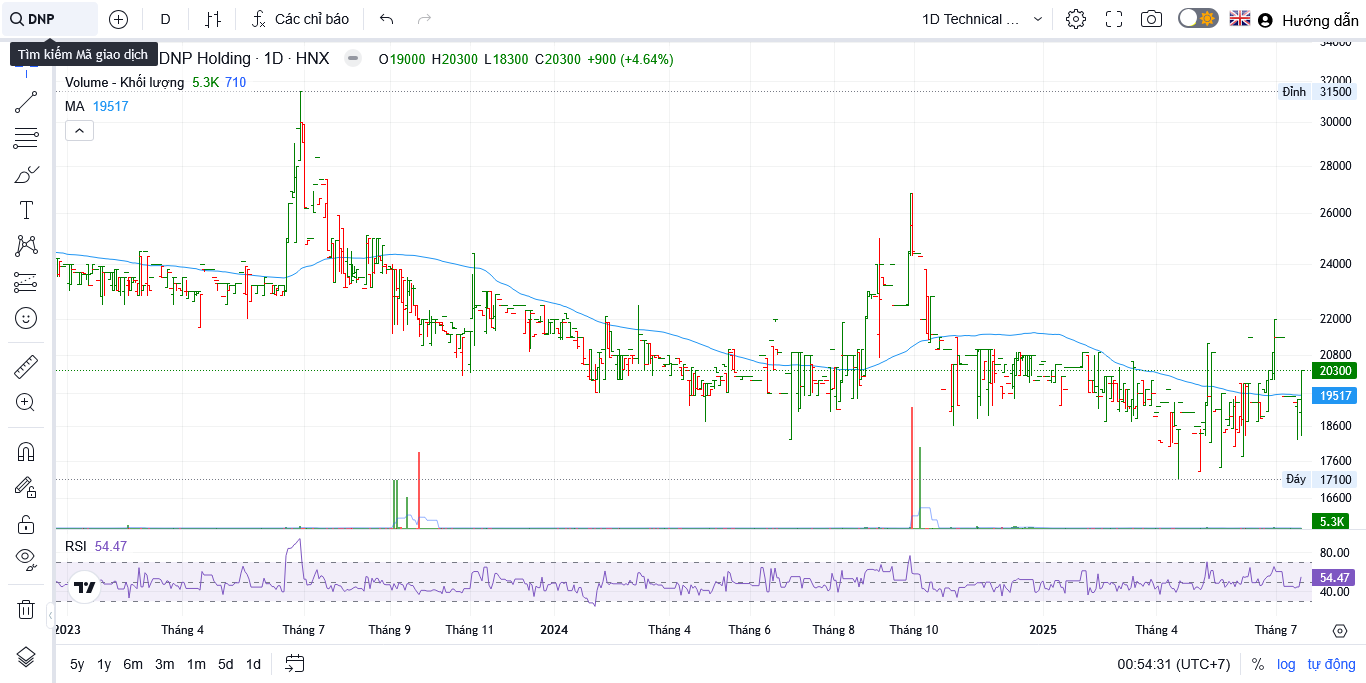 DNP
D
Các chỉ báo
1D Technical ...
Hướng dẫn
Tìm kiếm Mã giao dịch
DNP Holding · 1D · HNX
O19000 H20300 L18300 C20300 +900 (+4.64%)
Volume - Khối lượng 5.3K 710
MA 19517
34000
32000
Đỉnh 31500
30000
28000
26000
24000
22000
20800
20300
19517
18600
17600
Đáy 17100
16600
5.3K
RSI 54.47
80.00
54.47
40.00
2023 Tháng 4 Tháng 7 Tháng 9 Tháng 11 2024 Tháng 4 Tháng 6 Tháng 8 Tháng 10 2025 Tháng 4 Tháng 7
5y 1y 6m 3m 1m 5d 1d
00:54:31 (UTC+7) % log tự động